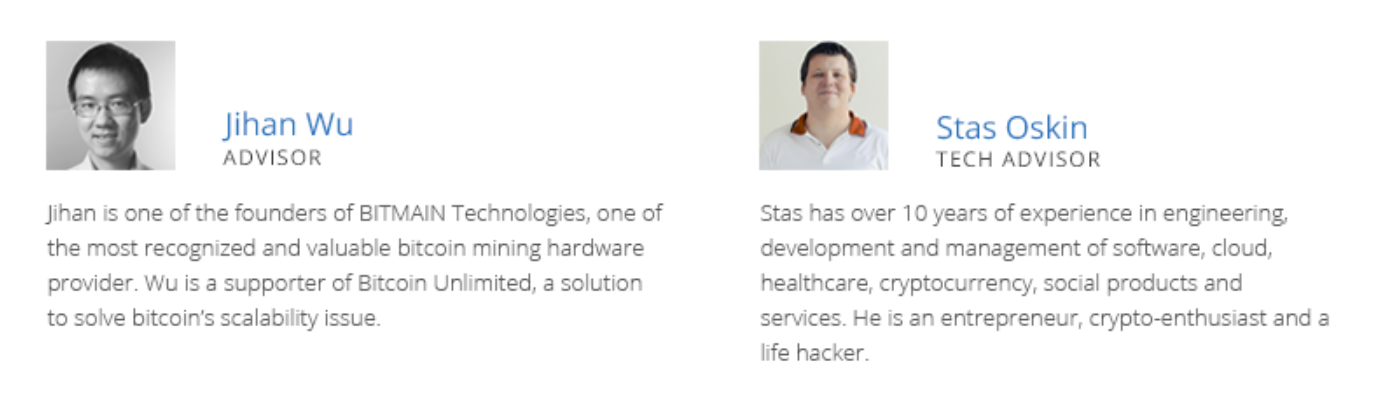 Jihan Wu
ADVISOR
Jihan is one of the founders of BITMAIN Technologies, one of
the most recognized and valuable bitcoin mining hardware
provider. Wu is a supporter of Bitcoin Unlimited, a solution
to solve bitcoin's scalability issue.
Stas Oskin
TECH ADVISOR
Stas has over 10 years of experience in engineering,
development and management of software, cloud,
healthcare, cryptocurrency, social products and
services. He is an entrepreneur, crypto-enthusiast and a
life hacker.